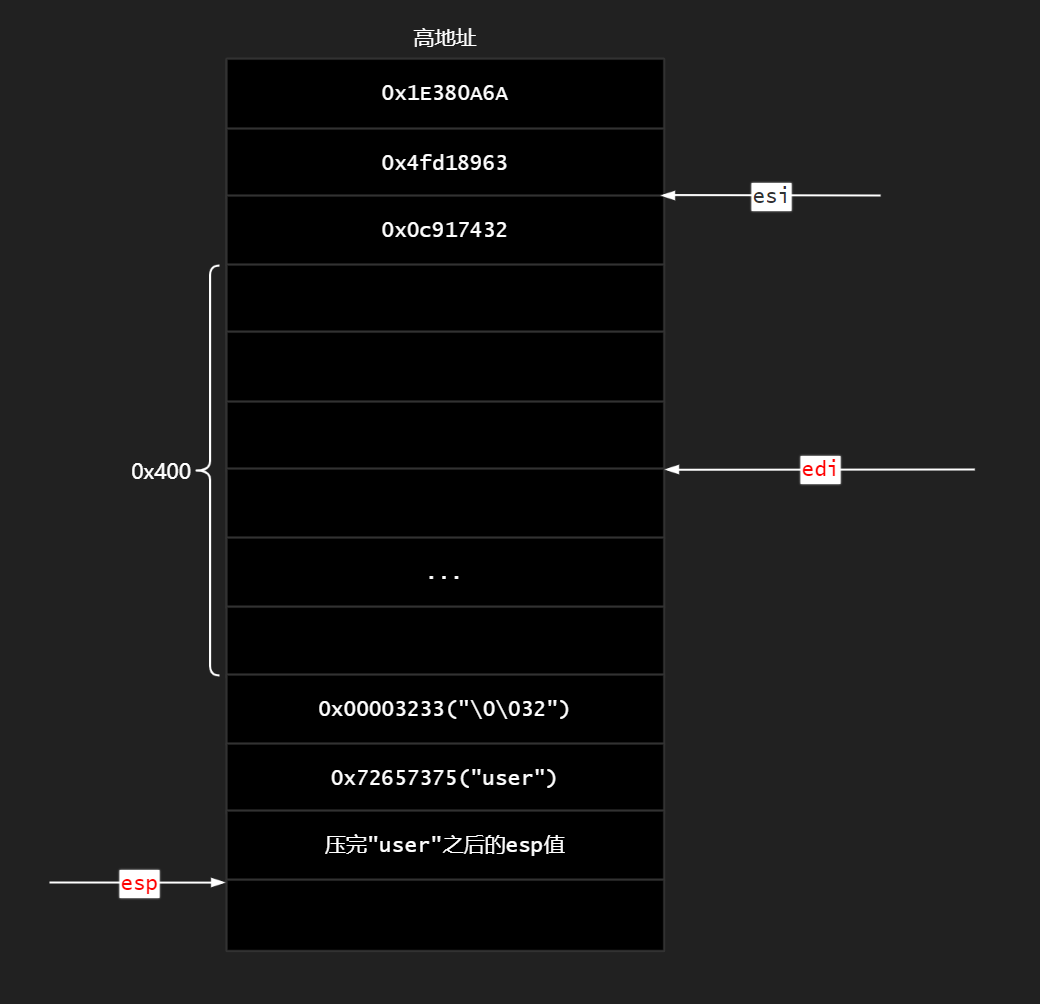 高地址
0x1E380A6A
0x4fd18963
esi
0x0c917432
edi
0x400
...
0x00003233("\0\032")
0x72657375("user")
压完"user"之后的esp值
esp